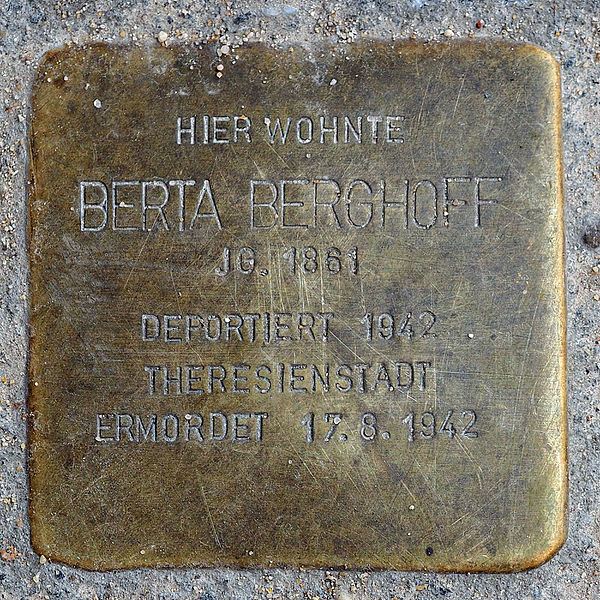 HIER WOHNTE
BERTA BERGHOFF
JG. 1861
DEPORTIERT 1942
THERESIENSTADT
ERMORDET 17.8.1942